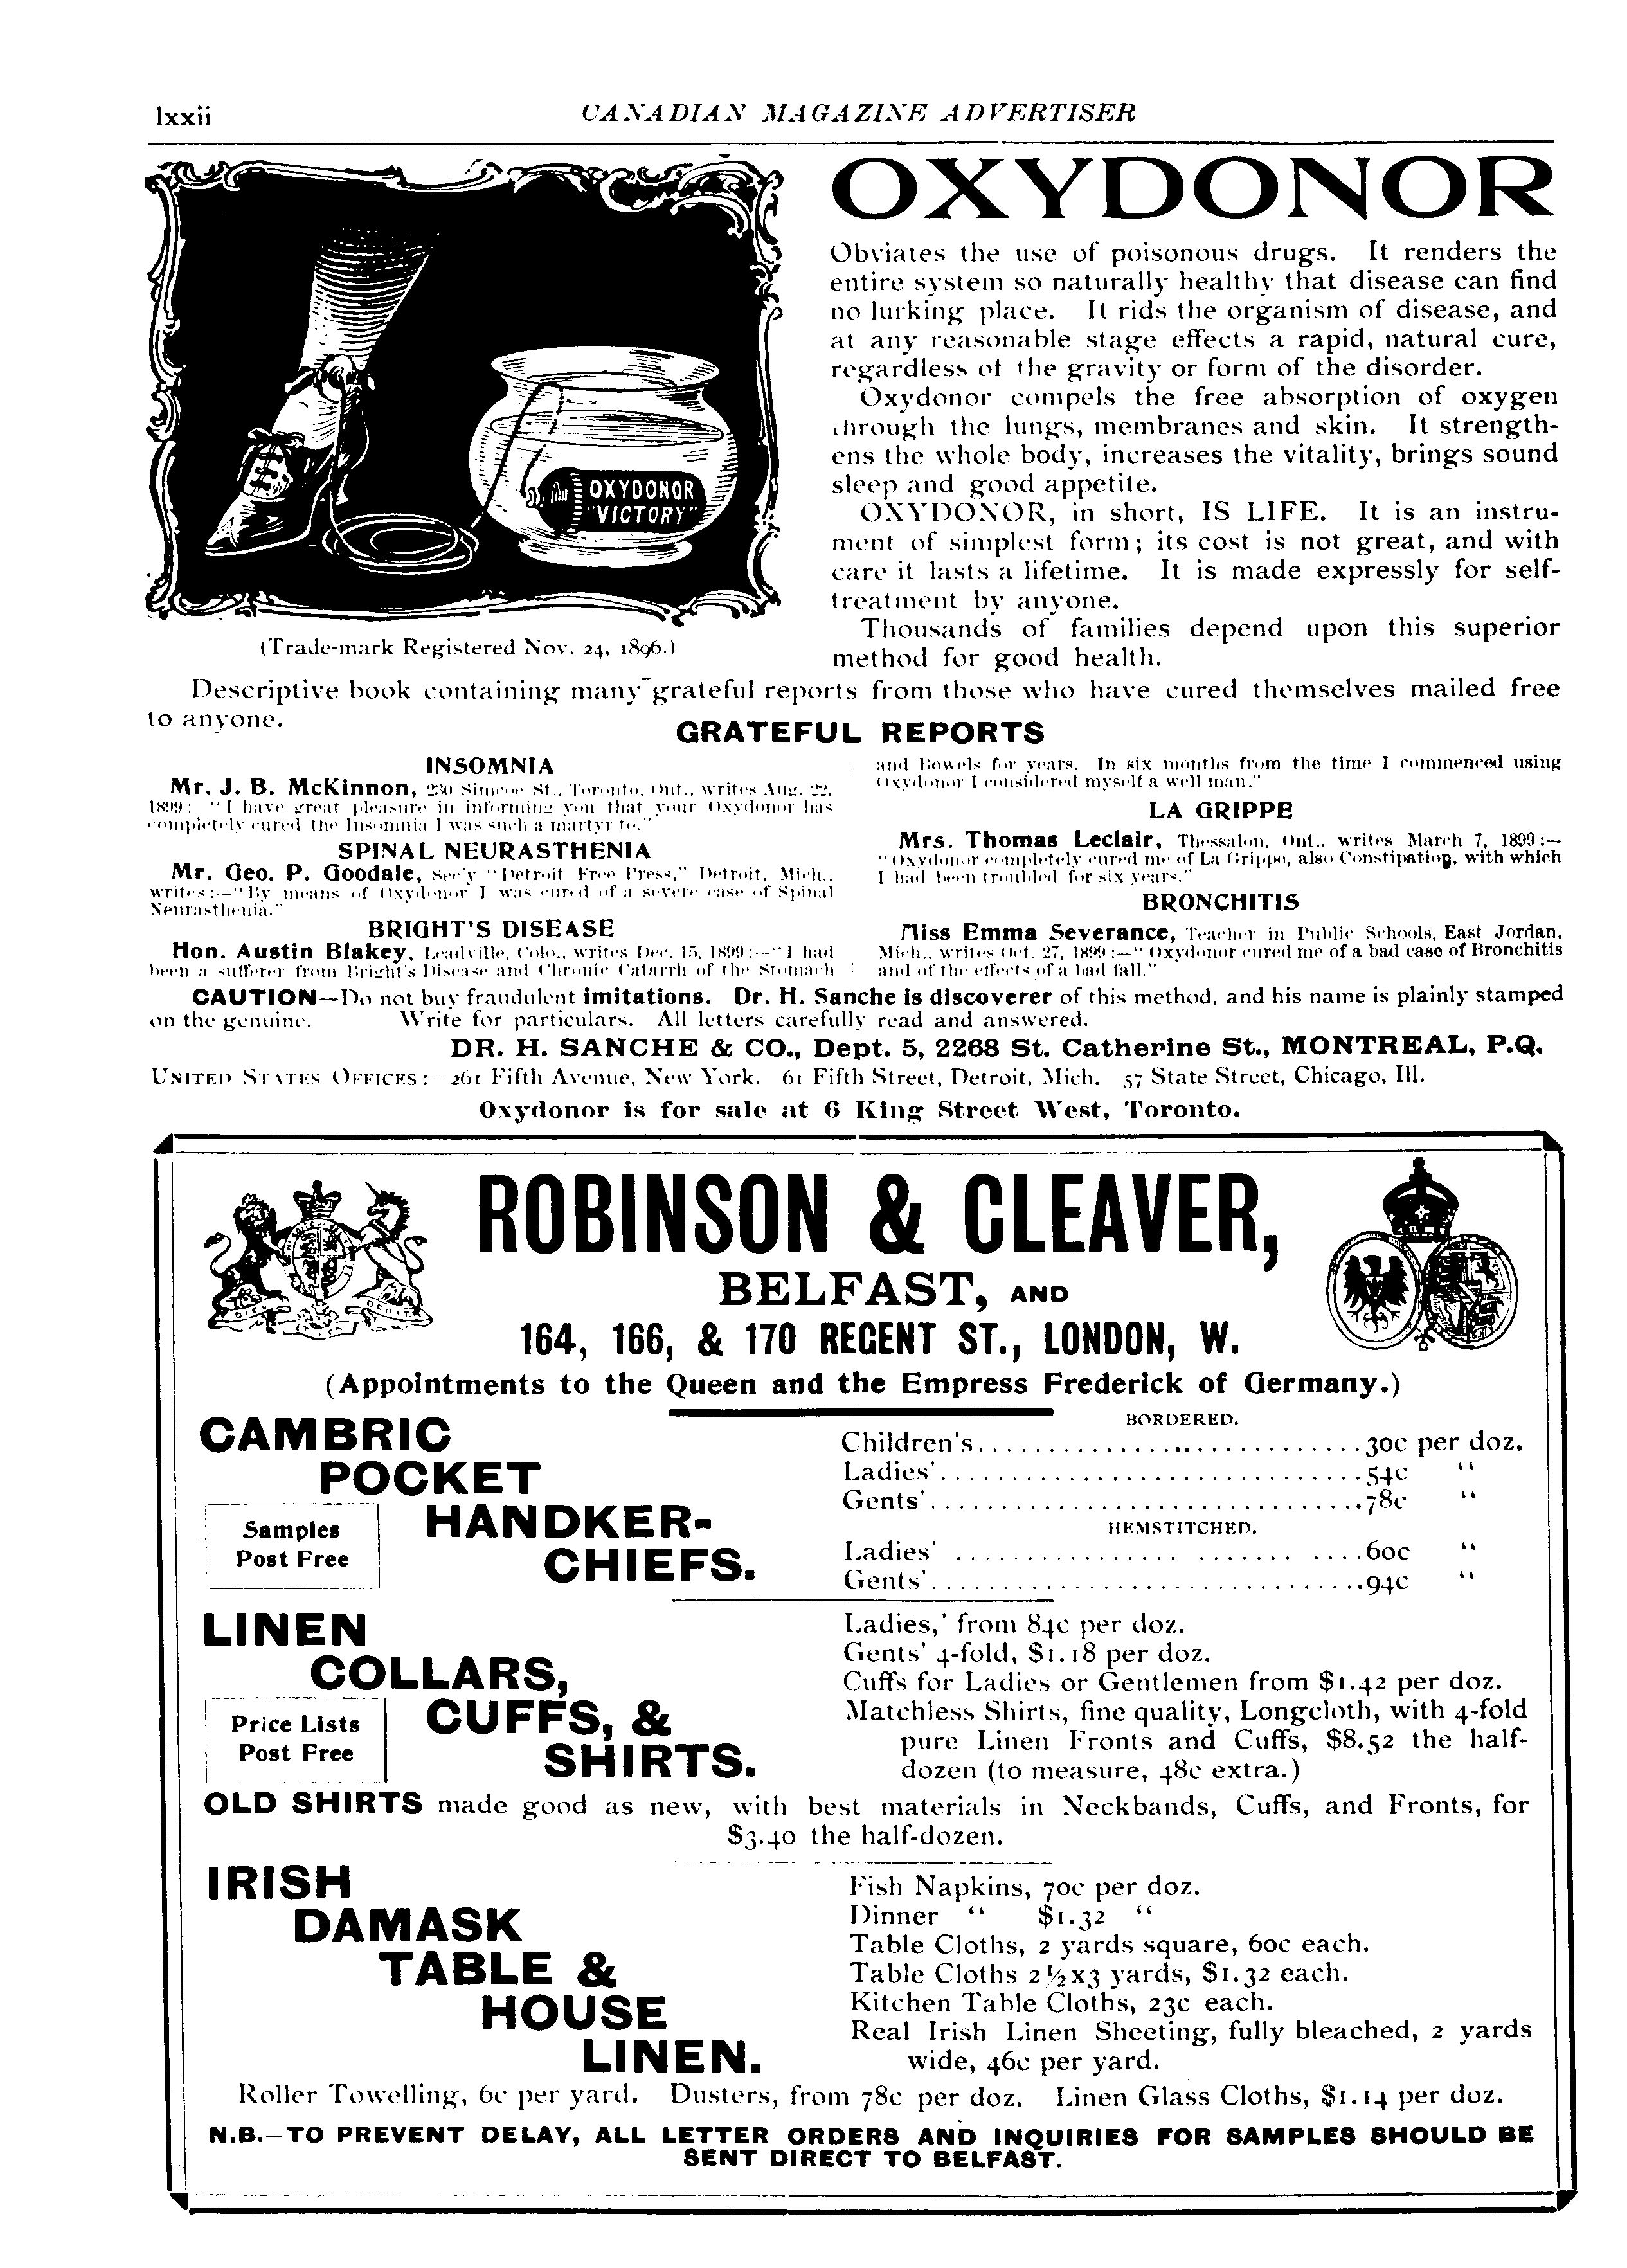 lxxii
CANADIAN MAGAZINE ADVERTISER
OXYDONOR
"VICTORY"
(Trade-mark Registered Nov. 24, 1896.)
OXYDONOR
Obviates the use of poisonous drugs. It renders the
entire system so naturally healthy that disease can find
no lurking place. It rids the organism of disease, and
at any reasonable stage effects a rapid, natural cure,
regardless of the gravity or form of the disorder.
Oxydonor compels the free absorption of oxygen
through the lungs, membranes and skin. It strength-
ens the whole body, increases the vitality, brings sound
sleep and good appetite.
OXYDONOR, in short, IS LIFE. It is an instru-
ment of simplest form; its cost is not great, and with
care it lasts a lifetime. It is made expressly for self-
treatment by anyone.
Thousands of families depend upon this superior
method for good health.
Descriptive book containing many grateful reports from those who have cured themselves mailed free
to anyone.
GRATEFUL REPORTS
INSOMNIA
Mr. J. B. McKinnon, 230 Simcoe St., Toronto, Ont., writes Aug. 22,
1899: "I have great pleasure in informing you that your Oxydonor has
completely cured the Insomnia I was such a martyr to."
SPINAL NEURASTHENIA
Mr. Geo. P. Goodale, Sec'y "Detroit Free Press," Detroit, Mich.,
writes:—"By means of Oxydonor I was cured of a severe case of Spinal
Neurasthenia."
BRIGHT'S DISEASE
Hon. Austin Blakey, Leadville, Colo., writes Dec. 15, 1899:—"I had
been a sufferer from Bright's Disease and Chronic Catarrh of the Stomach
and Bowels for years. In six months from the time I commenced using
Oxydonor I considered myself a well man."
LA GRIPPE
Mrs. Thomas Leclair, Thessalon, Ont., writes March 7, 1899:—
"Oxydonor completely cured me of La Grippe, also Constipation, with which
I had been troubled for six years."
BRONCHITIS
Miss Emma Severance, Teacher in Public Schools, East Jordan,
Mich., writes Oct. 27, 1899:—"Oxydonor cured me of a bad case of Bronchitis
and of the effects of a bad fall."
CAUTION—Do not buy fraudulent imitations. Dr. H. Sanche is discoverer of this method, and his name is plainly stamped
on the genuine. Write for particulars. All letters carefully read and answered.
DR. H. SANCHE & CO., Dept. 5, 2268 St. Catherine St., MONTREAL, P.Q.
UNITED STATES OFFICES:—261 Fifth Avenue, New York. 61 Fifth Street, Detroit, Mich. 57 State Street, Chicago, Ill.
Oxydonor is for sale at 6 King Street West, Toronto.
ROBINSON & CLEAVER,
BELFAST, AND
164, 166, & 170 REGENT ST., LONDON, W.
(Appointments to the Queen and the Empress Frederick of Germany.)
CAMBRIC
POCKET
HANDKER-
CHIEFS.
Samples
Post Free
BORDERED.
Children's..............................30c per doz.
Ladies'..............................54c "
Gents'..............................78c "
HEMSTITCHED.
Ladies' ..............................60c "
Gents'..............................94c "
LINEN
COLLARS,
CUFFS, &
SHIRTS.
Price Lists
Post Free
Ladies,' from 84c per doz.
Gents' 4-fold, $1.18 per doz.
Cuffs for Ladies or Gentlemen from $1.42 per doz.
Matchless Shirts, fine quality, Longcloth, with 4-fold
pure Linen Fronts and Cuffs, $8.52 the half-
dozen (to measure, 48c extra.)
OLD SHIRTS made good as new, with best materials in Neckbands, Cuffs, and Fronts, for
$3.40 the half-dozen.
IRISH
DAMASK
TABLE &
HOUSE
LINEN.
Fish Napkins, 70c per doz.
Dinner " $1.32 "
Table Cloths, 2 yards square, 60c each.
Table Cloths 2½x3 yards, $1.32 each.
Kitchen Table Cloths, 23c each.
Real Irish Linen Sheeting, fully bleached, 2 yards
wide, 46c per yard.
Roller Towelling, 6c per yard. Dusters, from 78c per doz. Linen Glass Cloths, $1.14 per doz.
N.B.—TO PREVENT DELAY, ALL LETTER ORDERS AND INQUIRIES FOR SAMPLES SHOULD BE
SENT DIRECT TO BELFAST.